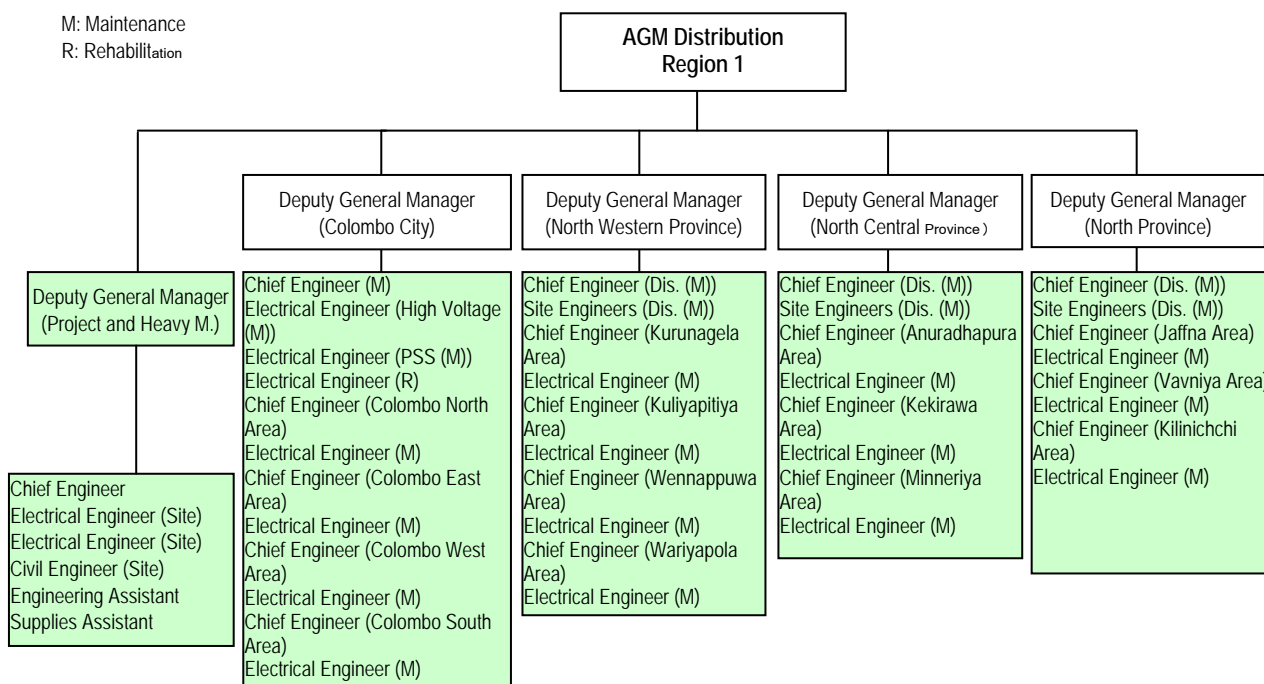 M: Maintenance
R: Rehabilitation
AGM Distribution
Region 1
Deputy General Manager
(Project and Heavy M.)
Chief Engineer
Electrical Engineer (Site)
Electrical Engineer (Site)
Civil Engineer (Site)
Engineering Assistant
Supplies Assistant
Deputy General Manager
(Colombo City)
Chief Engineer (M)
Electrical Engineer (High Voltage
(M))
Electrical Engineer (PSS (M))
Electrical Engineer (R)
Chief Engineer (Colombo North
Area)
Electrical Engineer (M)
Chief Engineer (Colombo East
Area)
Electrical Engineer (M)
Chief Engineer (Colombo West
Area)
Electrical Engineer (M)
Chief Engineer (Colombo South
Area)
Electrical Engineer (M)
Deputy General Manager
(North Western Province)
Chief Engineer (Dis. (M))
Site Engineers (Dis. (M))
Chief Engineer (Kurunagela
Area)
Electrical Engineer (M)
Chief Engineer (Kuliyapitiya
Area)
Electrical Engineer (M)
Chief Engineer (Wennappuwa
Area)
Electrical Engineer (M)
Chief Engineer (Wariyapola
Area)
Electrical Engineer (M)
Deputy General Manager
(North Central Province )
Chief Engineer (Dis. (M))
Site Engineers (Dis. (M))
Chief Engineer (Anuradhapura
Area)
Electrical Engineer (M)
Chief Engineer (Kekirawa
Area)
Electrical Engineer (M)
Chief Engineer (Minneriya
Area)
Electrical Engineer (M)
Deputy General Manager
(North Province)
Chief Engineer (Dis. (M))
Site Engineers (Dis. (M))
Chief Engineer (Jaffna Area)
Electrical Engineer (M)
Chief Engineer (Vavniya Area)
Electrical Engineer (M)
Chief Engineer (Kilinichchi
Area)
Electrical Engineer (M)